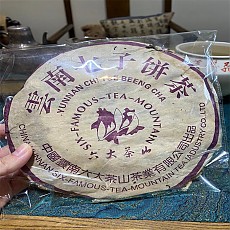 雲南七子餅茶
YUNNAN CHI TSE BEENG CHA
SIX-FAMOUS-TEA-MOUNTAIN
六大茶山
中國雲南六大茶山茶業有限公司出品
CHINA YUNNAN SIX-FAMOUS-TEA-MOUNTAIN TEA INDUSTRY CO.,LTD